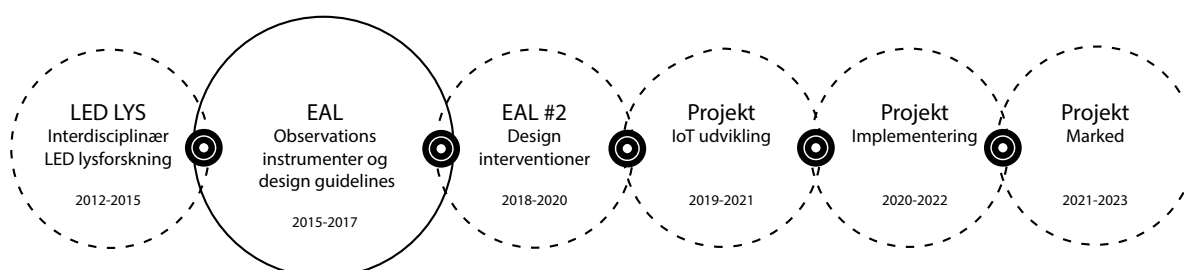 LED LYS
Interdisciplinær
LED lysforskning
2012-2015
EAL
Observations
instrumenter og
design guidelines
2015-2017
EAL #2
Design
interventioner
2018-2020
Projekt
IoT udvikling
2019-2021
Projekt
Implementering
2020-2022
Projekt
Marked
2021-2023